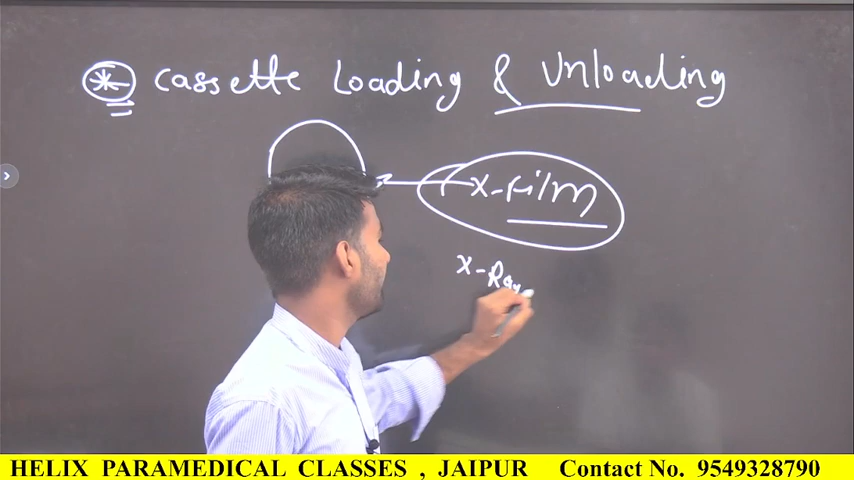 * Cassette Loading & Unloading
X-Film
X-Ray
HELIX PARAMEDICAL CLASSES , JAIPUR Contact No. 9549328790